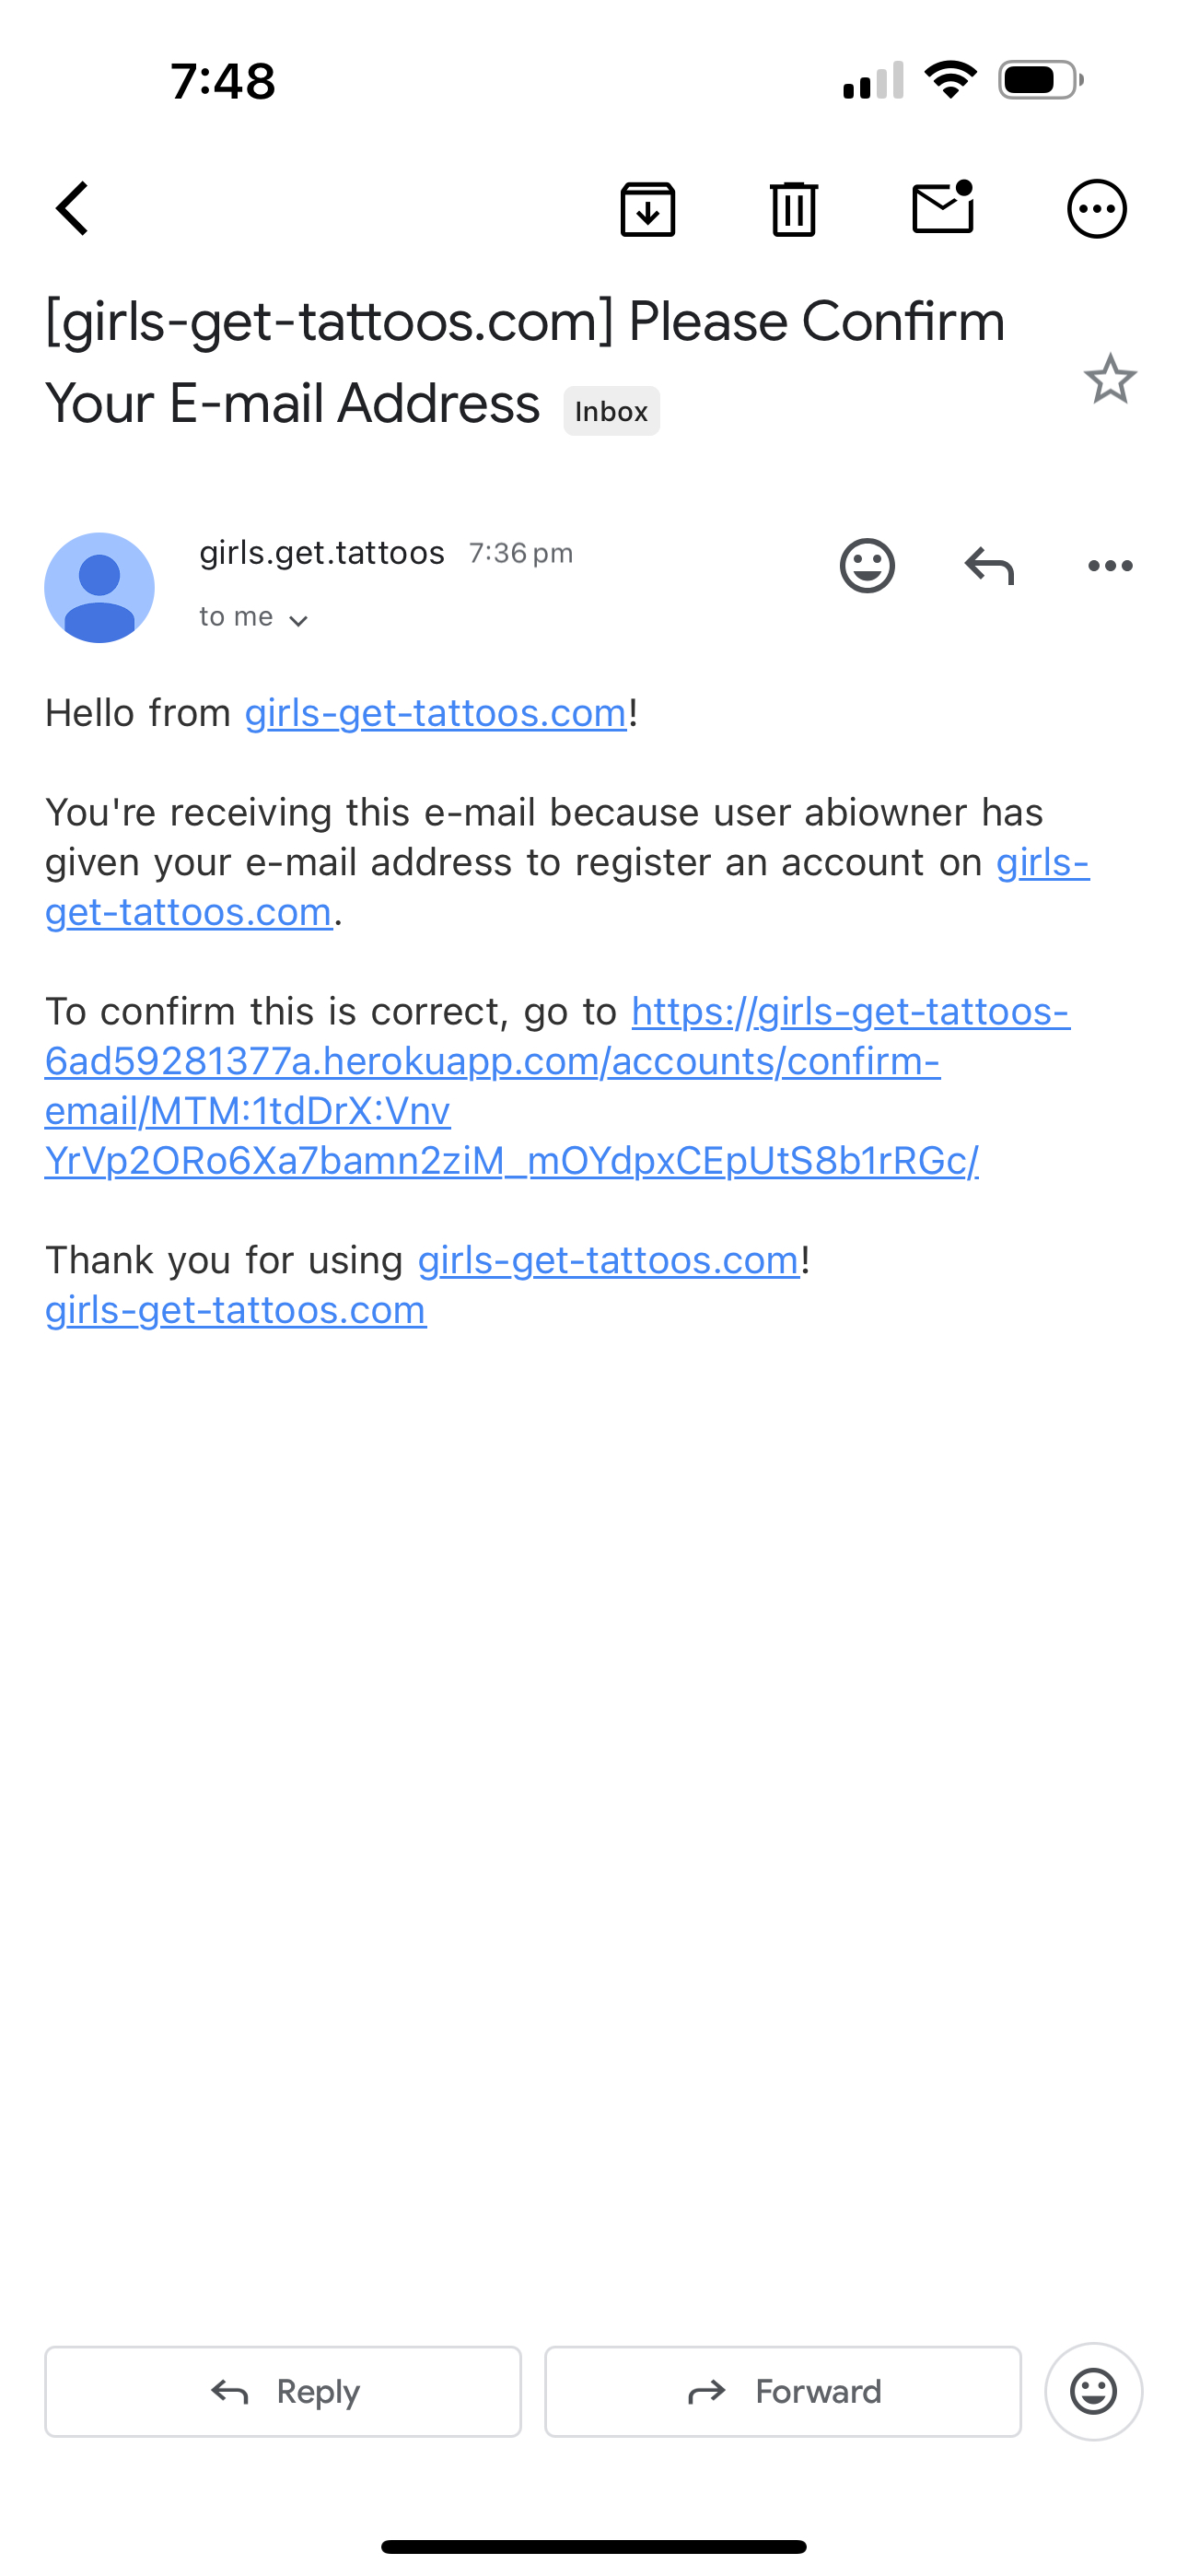 7:48
[girls-get-tattoos.com] Please Confirm
Your E-mail Address Inbox
girls.get.tattoos 7:36 pm
to me
Hello from girls-get-tattoos.com!
You're receiving this e-mail because user abiowner has
given your e-mail address to register an account on girls-
get-tattoos.com.
To confirm this is correct, go to https://girls-get-tattoos-
6ad59281377a.herokuapp.com/accounts/confirm-
email/MTM:1tdDrX:Vnv
YrVp2ORo6Xa7bamn2ziM_mOYdpxCEpUtS8b1rRGc/
Thank you for using girls-get-tattoos.com!
girls-get-tattoos.com
Reply
Forward